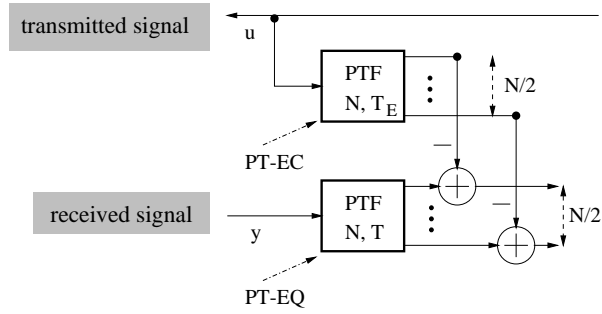 transmitted signal
u
PTF
N, T_E
N/2
PT-EC
−
received signal
y
PTF
N, T
+
−
+
N/2
PT-EQ